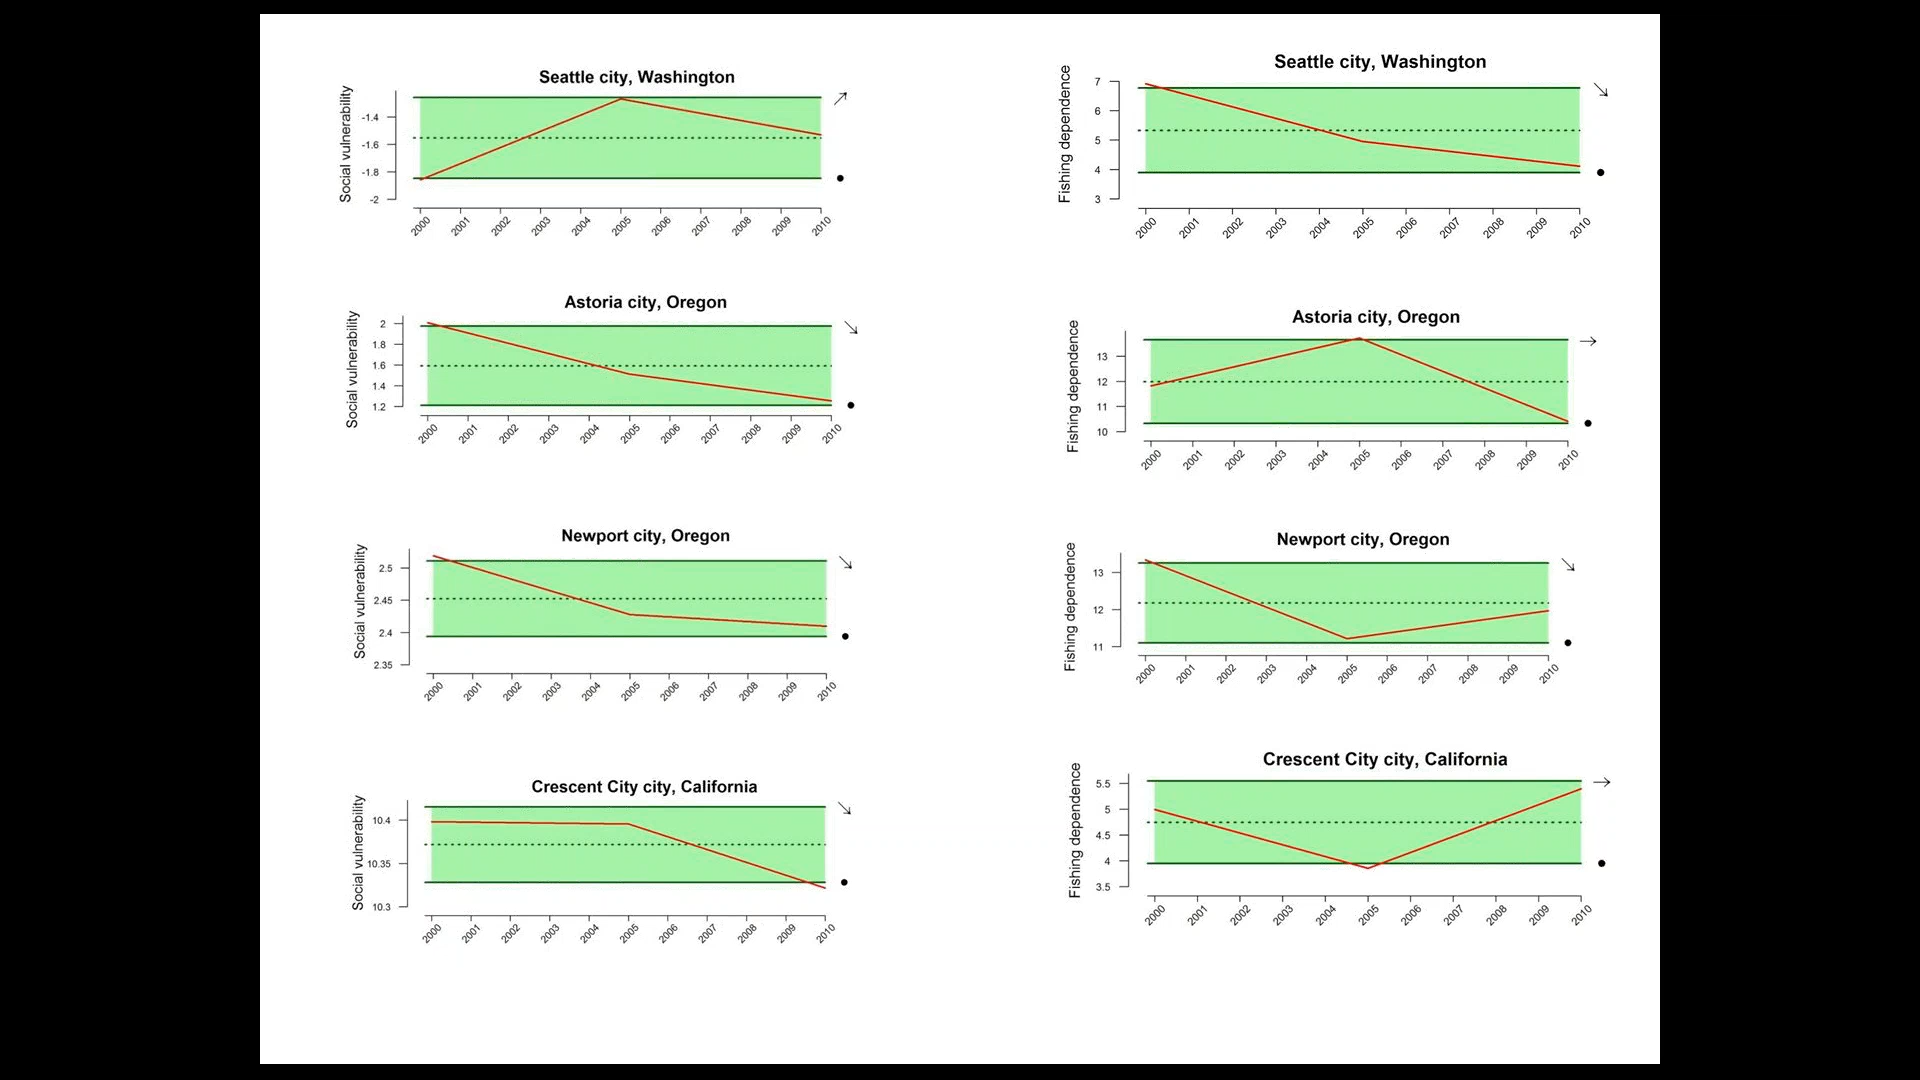 Seattle city, Washington
Social vulnerability
-1.4
-1.6
-1.8
-2
2000 2001 2002 2003 2004 2005 2006 2007 2008 2009 2010
Seattle city, Washington
Fishing dependence
7
6
5
4
3
2000 2001 2002 2003 2004 2005 2006 2007 2008 2009 2010
Astoria city, Oregon
Social vulnerability
2
1.8
1.6
1.4
1.2
2000 2001 2002 2003 2004 2005 2006 2007 2008 2009 2010
Astoria city, Oregon
Fishing dependence
13
12
11
10
2000 2001 2002 2003 2004 2005 2006 2007 2008 2009 2010
Newport city, Oregon
Social vulnerability
2.5
2.45
2.4
2.35
2000 2001 2002 2003 2004 2005 2006 2007 2008 2009 2010
Newport city, Oregon
Fishing dependence
13
12
11
2000 2001 2002 2003 2004 2005 2006 2007 2008 2009 2010
Crescent City city, California
Social vulnerability
10.4
10.35
10.3
2000 2001 2002 2003 2004 2005 2006 2007 2008 2009 2010
Crescent City city, California
Fishing dependence
5.5
5
4.5
4
3.5
2000 2001 2002 2003 2004 2005 2006 2007 2008 2009 2010